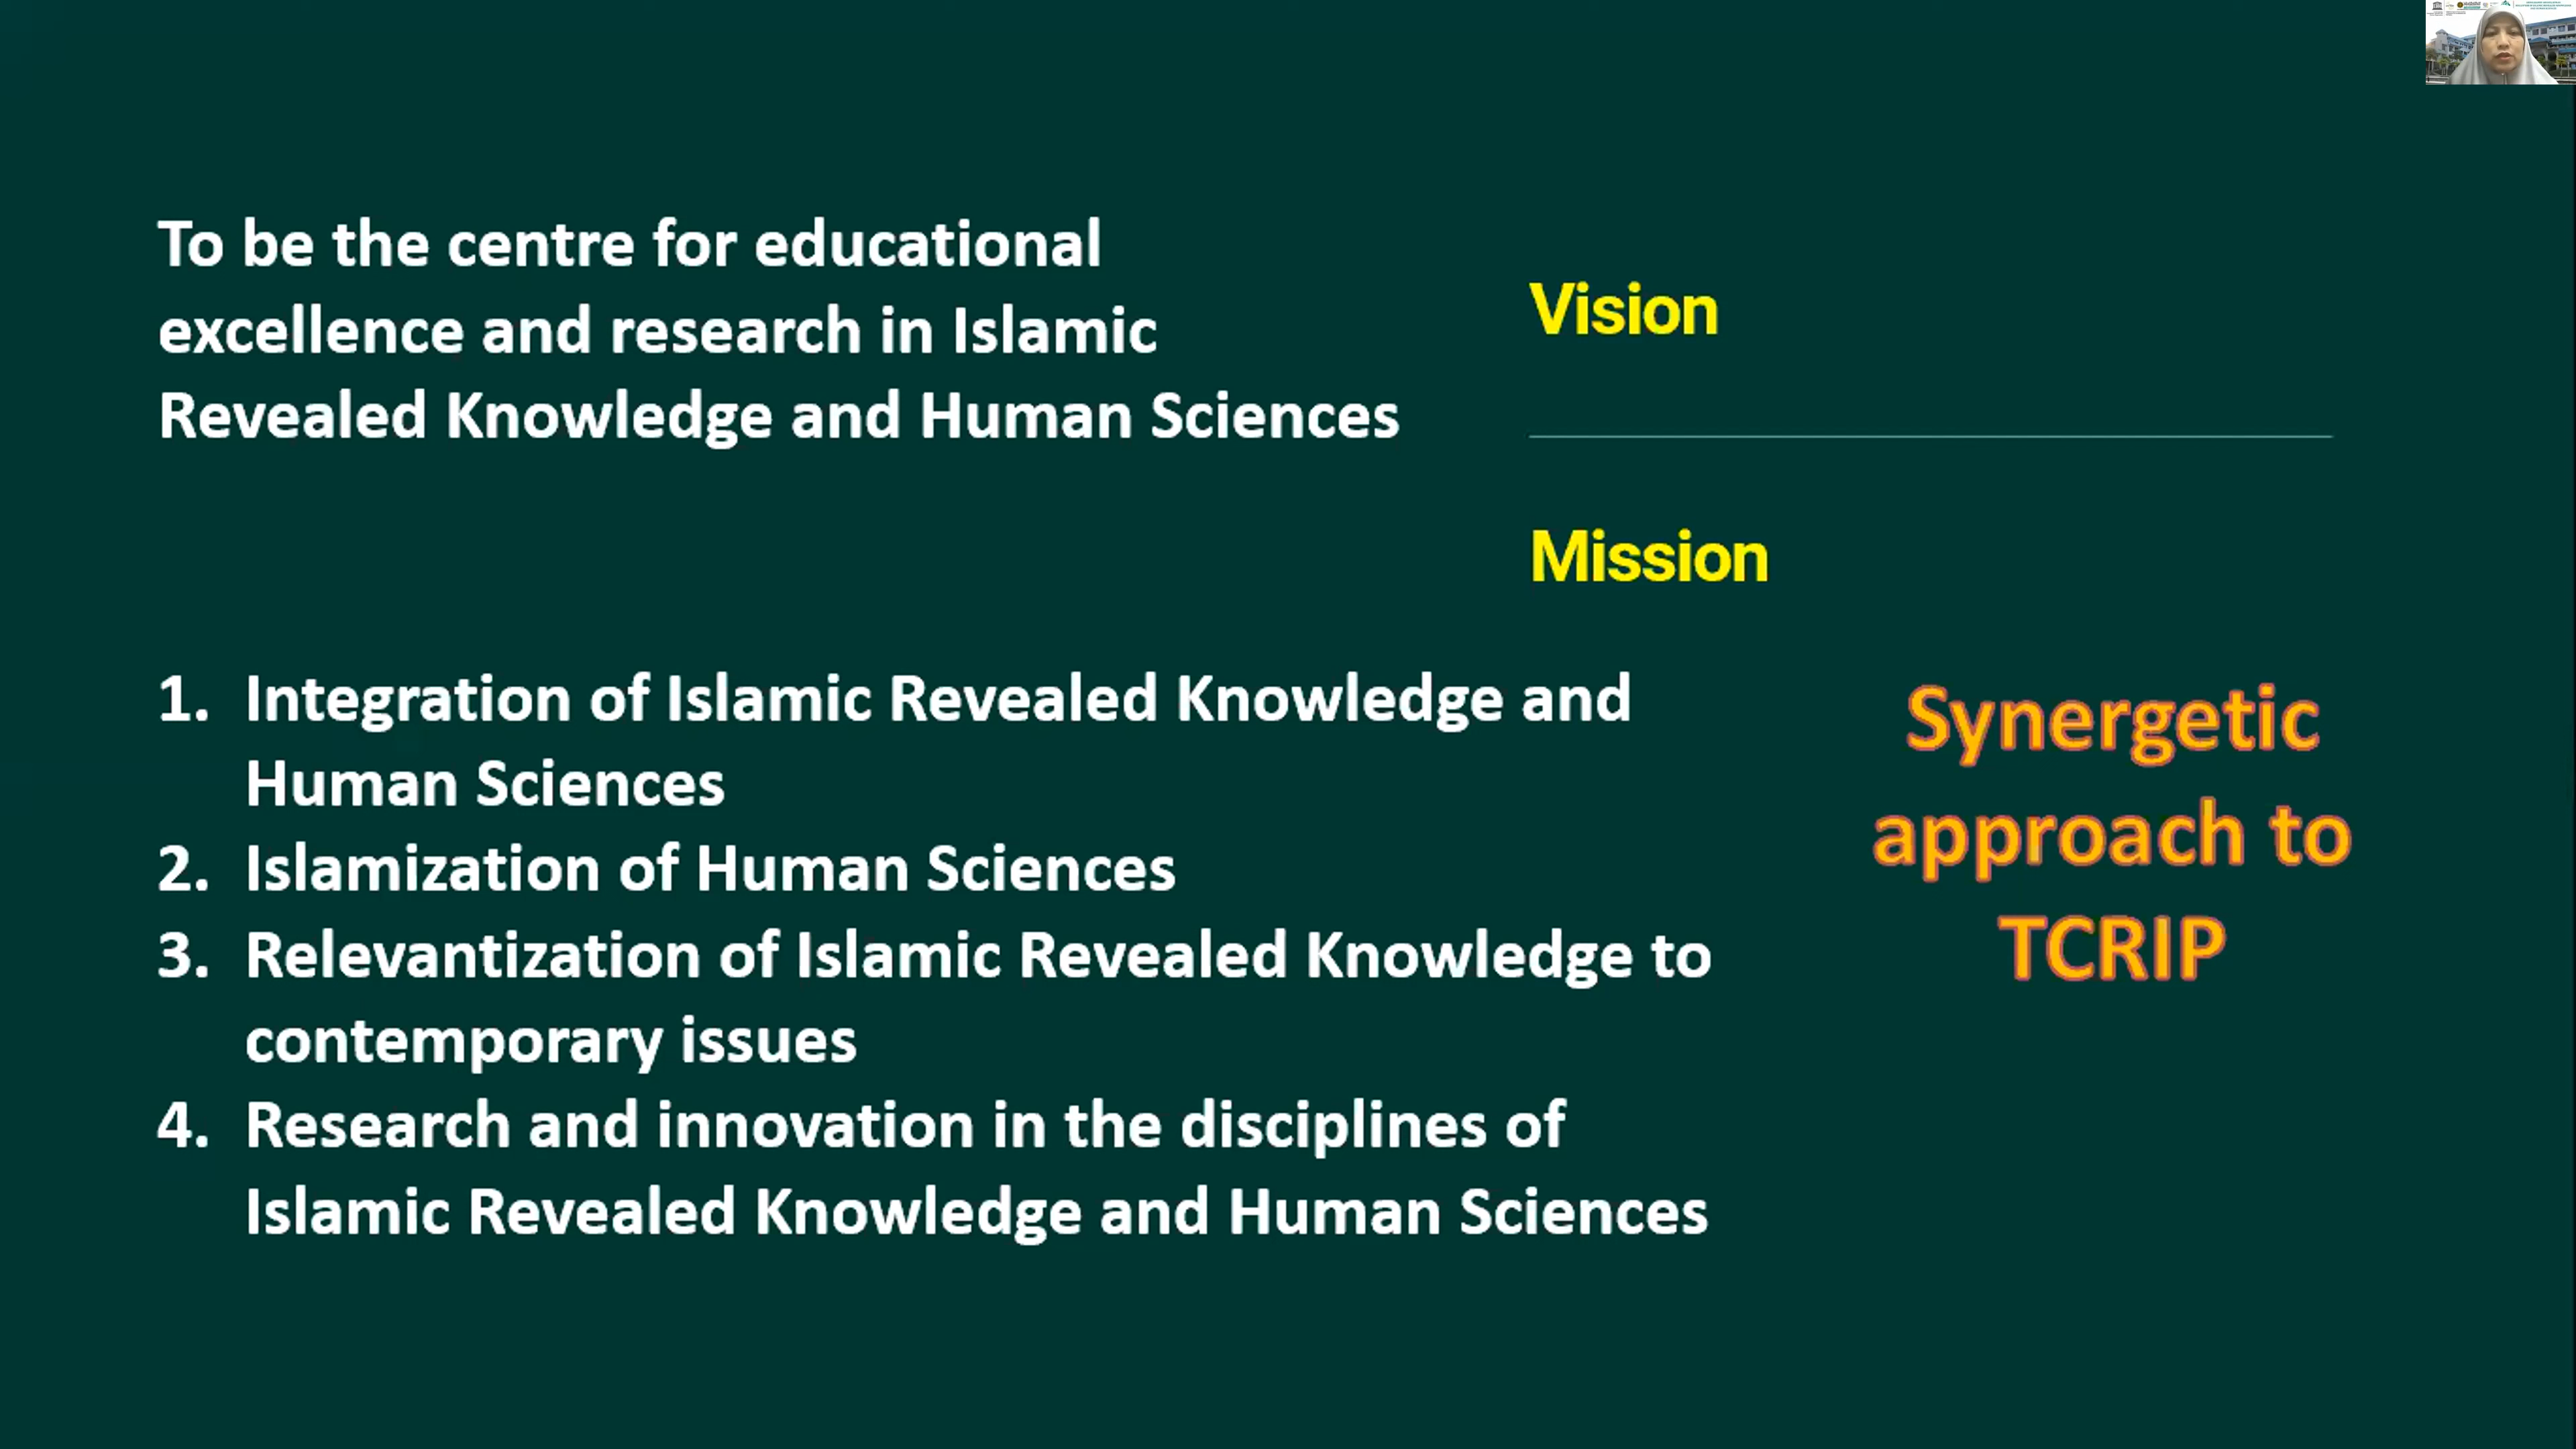 To be the centre for educational
excellence and research in Islamic
Revealed Knowledge and Human Sciences
Vision
Mission
1. Integration of Islamic Revealed Knowledge and
Human Sciences
2. Islamization of Human Sciences
3. Relevantization of Islamic Revealed Knowledge to
contemporary issues
4. Research and innovation in the disciplines of
Islamic Revealed Knowledge and Human Sciences
Synergetic
approach to
TCRIP